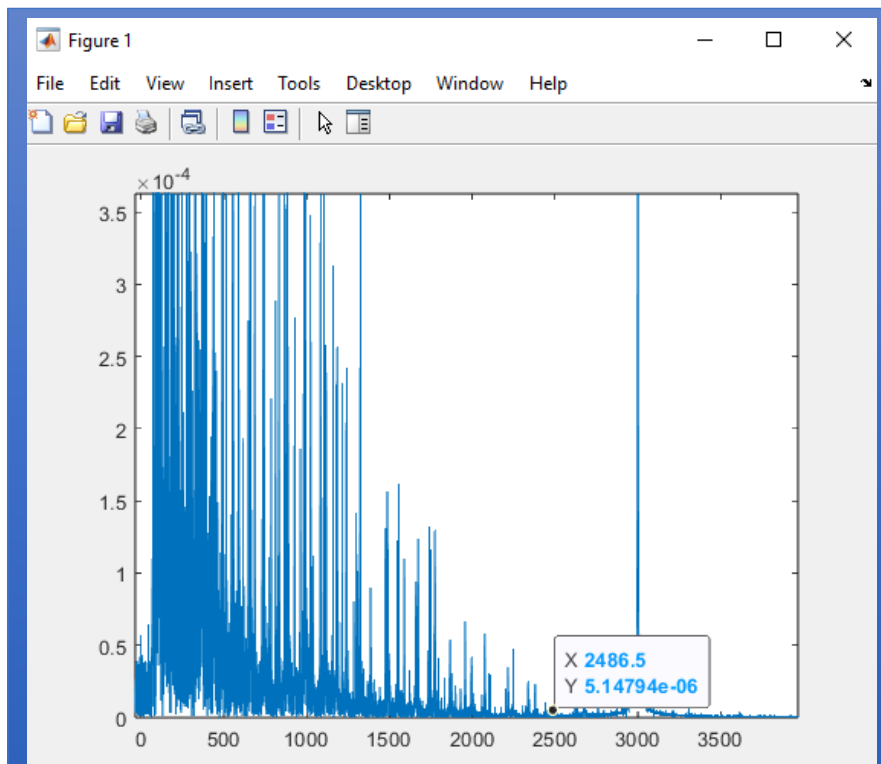 Figure 1
File Edit View Insert Tools Desktop Window Help
×10⁻⁴
3.5
3
2.5
2
1.5
1
0.5
0
X 2486.5
Y 5.14794e-06
0 500 1000 1500 2000 2500 3000 3500